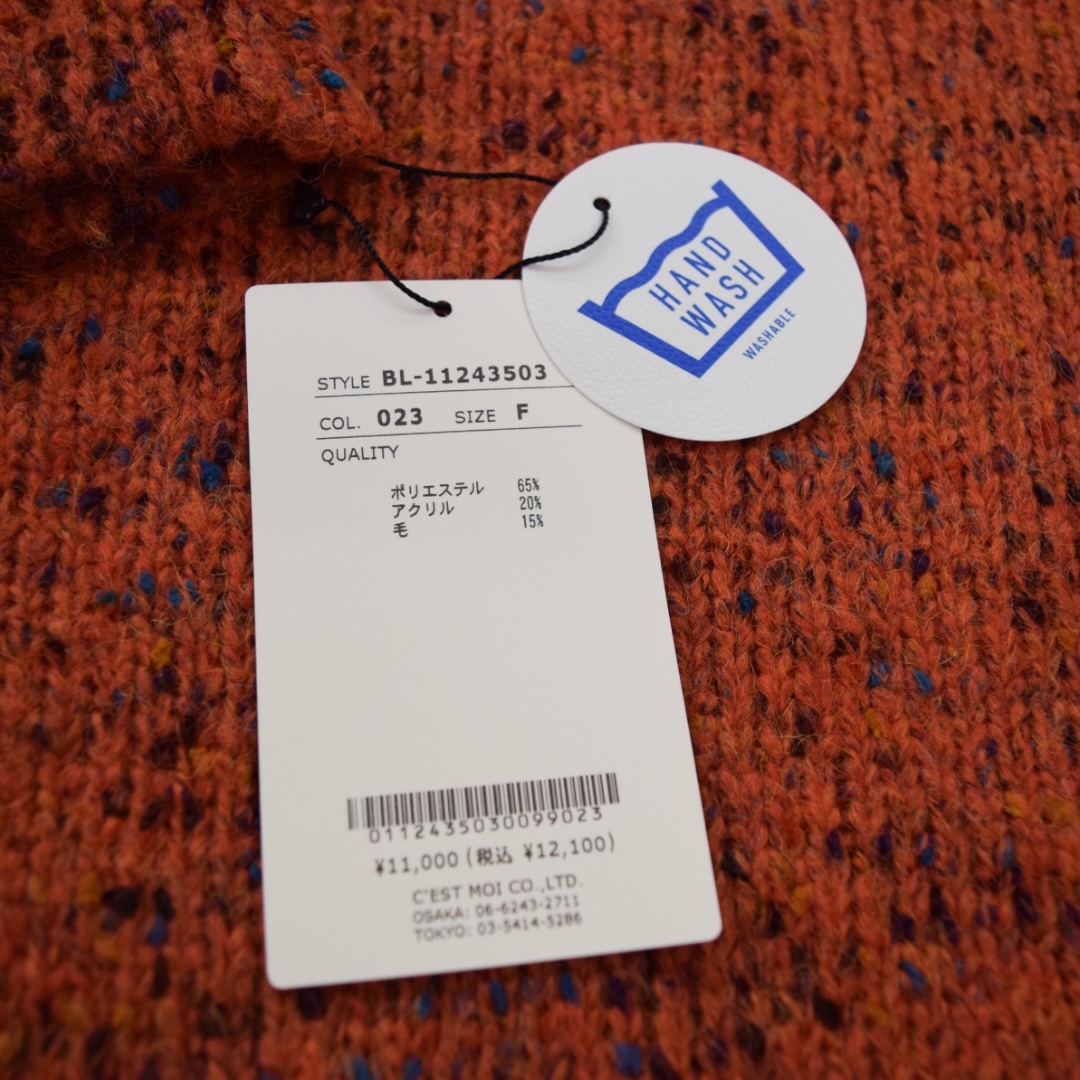 HAND
WASH
WASHABLE
STYLE BL-11243503
COL. 023 SIZE F
QUALITY
ポリエステル 65%
アクリル 20%
毛 15%
0112435030099023
¥11,000 (税込 ¥12,100)
C'EST MOI CO.,LTD.
OSAKA: 06-6243-2711
TOKYO: 03-5414-5286